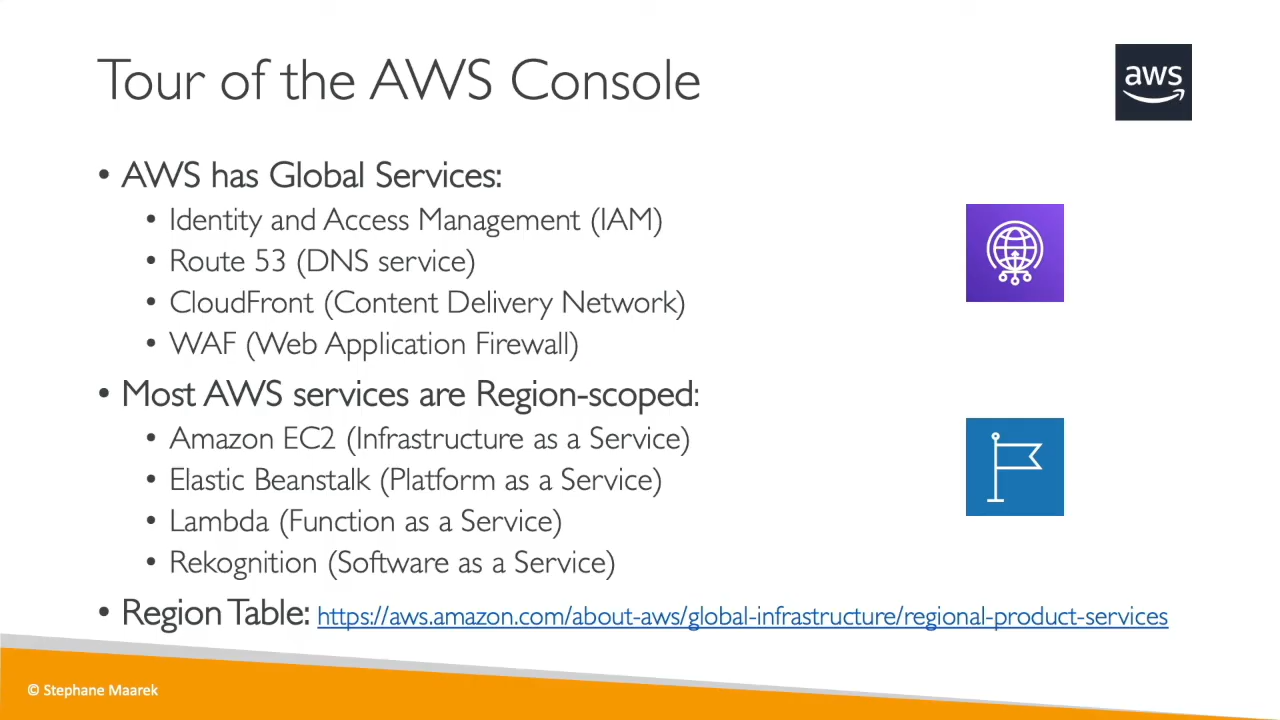 Tour of the AWS Console
aws
• AWS has Global Services:
• Identity and Access Management (IAM)
• Route 53 (DNS service)
• CloudFront (Content Delivery Network)
• WAF (Web Application Firewall)
• Most AWS services are Region-scoped:
• Amazon EC2 (Infrastructure as a Service)
• Elastic Beanstalk (Platform as a Service)
• Lambda (Function as a Service)
• Rekognition (Software as a Service)
• Region Table: https://aws.amazon.com/about-aws/global-infrastructure/regional-product-services
© Stephane Maarek